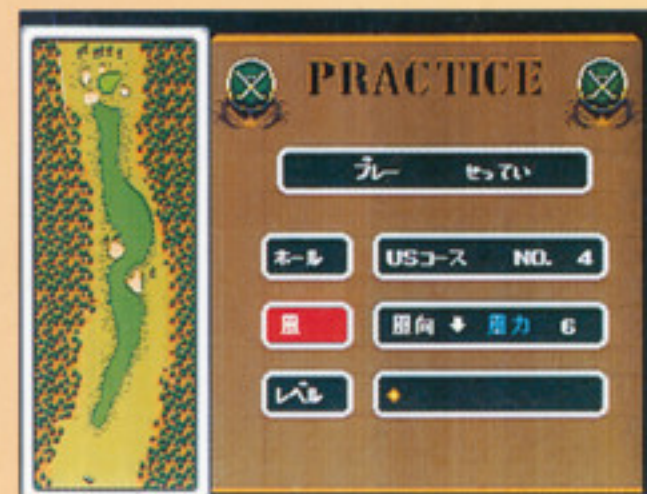 PRACTICE
プレー せってい
ホール USコース NO. 4
風 風向 ↓ 風力 6
レベル